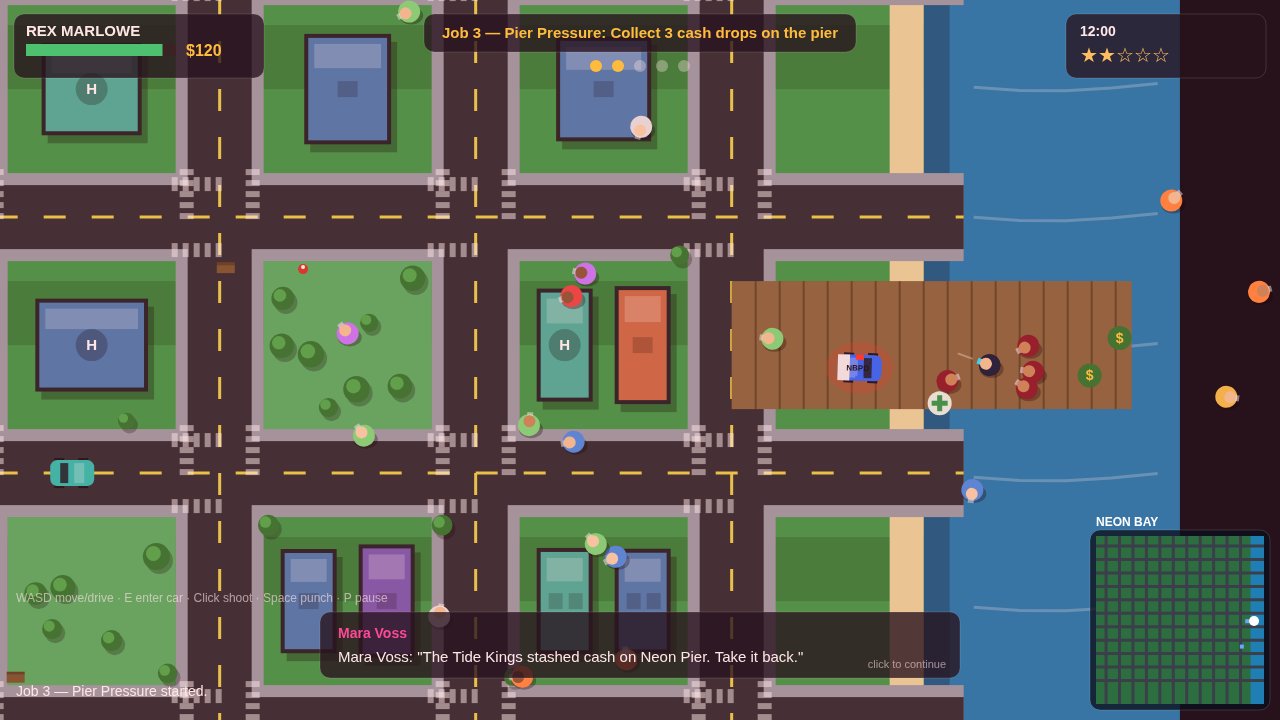 REX MARLOWE
$120
Job 3 — Pier Pressure: Collect 3 cash drops on the pier
12:00
★★☆☆☆
H
H
H
NBPD
$
$
NEON BAY
WASD move/drive · E enter car · Click shoot · Space punch · P pause
Mara Voss
Mara Voss: "The Tide Kings stashed cash on Neon Pier. Take it back."
click to continue
Job 3 — Pier Pressure started.